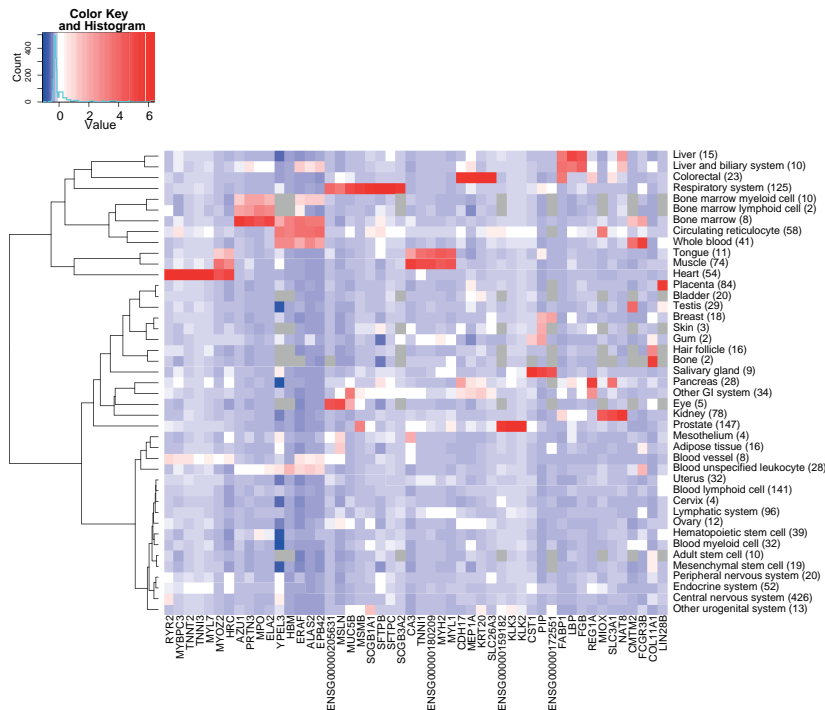 Color Key
and Histogram
Count
0 200 400
0 2 4 6
Value
Liver (15)
Liver and biliary system (10)
Colorectal (23)
Respiratory system (125)
Bone marrow myeloid cell (10)
Bone marrow lymphoid cell (2)
Bone marrow (8)
Circulating reticulocyte (58)
Whole blood (41)
Tongue (11)
Muscle (74)
Heart (54)
Placenta (84)
Bladder (20)
Testis (29)
Breast (18)
Skin (3)
Gum (2)
Hair follicle (16)
Bone (2)
Salivary gland (9)
Pancreas (28)
Other GI system (34)
Eye (5)
Kidney (78)
Prostate (147)
Mesothelium (4)
Adipose tissue (16)
Blood vessel (8)
Blood unspecified leukocyte (28)
Uterus (32)
Blood lymphoid cell (141)
Cervix (4)
Lymphatic system (96)
Ovary (12)
Hematopoietic stem cell (39)
Blood myeloid cell (32)
Adult stem cell (10)
Mesenchymal stem cell (19)
Peripheral nervous system (20)
Endocrine system (52)
Central nervous system (426)
Other urogenital system (13)
RYR2
MYBPC3
TNNT2
TNNI3
MYL7
MYOZ2
HRC
AZU1
PRTN3
MPO
ELA2
YPEL3
HBM
ERAF
ALAS2
EPB42
ENSG00000205631
MSLN
MUC5B
MSMB
SCGB1A1
SFTPB
SFTPC
SCGB3A2
CA3
TNNI1
ENSG00000180209
MYH2
MYL1
CDH17
MEP1A
KRT20
SLC26A3
ENSG00000159182
KLK3
KLK2
CST1
PIP
ENSG00000172551
FABP1
LBP
FGB
REG1A
MIOX
SLC3A1
NAT8
CMTM2
FCGR3B
COL11A1
LIN28B